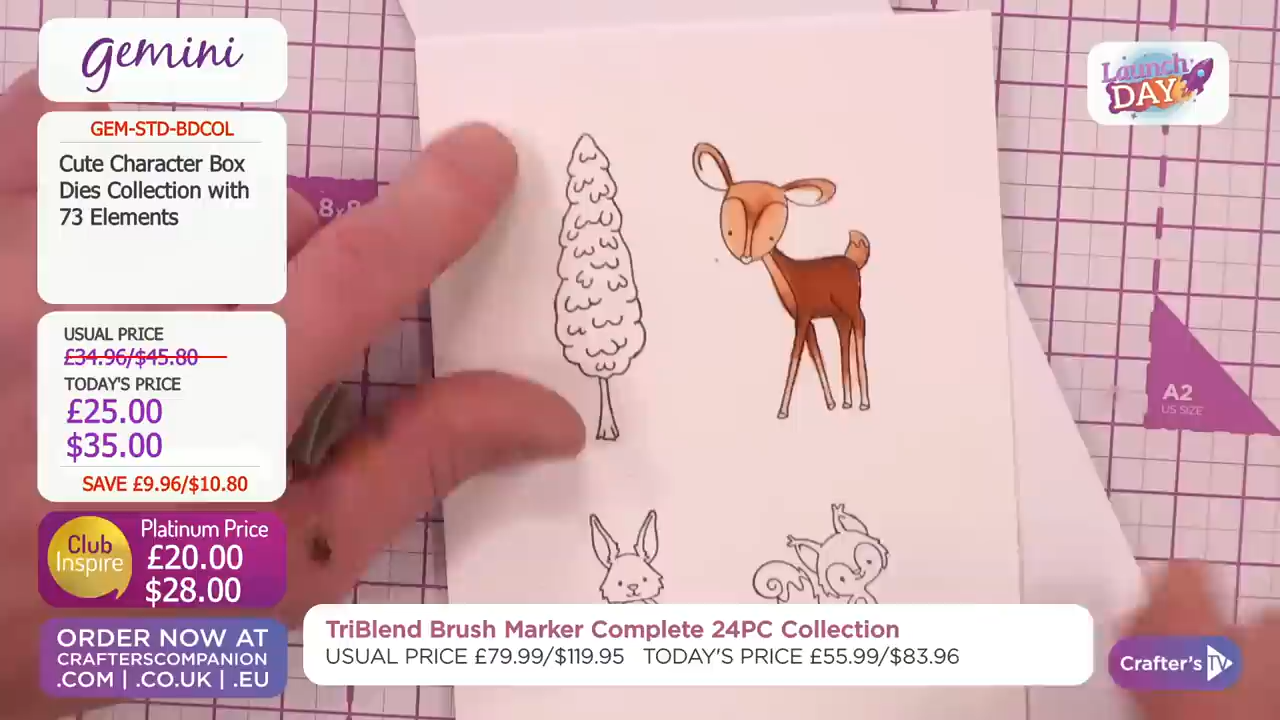 gemini
GEM-STD-BDCOL
Cute Character Box
Dies Collection with
73 Elements
USUAL PRICE
£34.96/$45.80
TODAY'S PRICE
£25.00
$35.00
SAVE £9.96/$10.80
Club
Inspire
Platinum Price
£20.00
$28.00
ORDER NOW AT
CRAFTERSCOMPANION
.COM | .CO.UK | .EU
Launch
DAY
8x8
A2
US SIZE
TriBlend Brush Marker Complete 24PC Collection
USUAL PRICE £79.99/$119.95 TODAY'S PRICE £55.99/$83.96
Crafter's TV